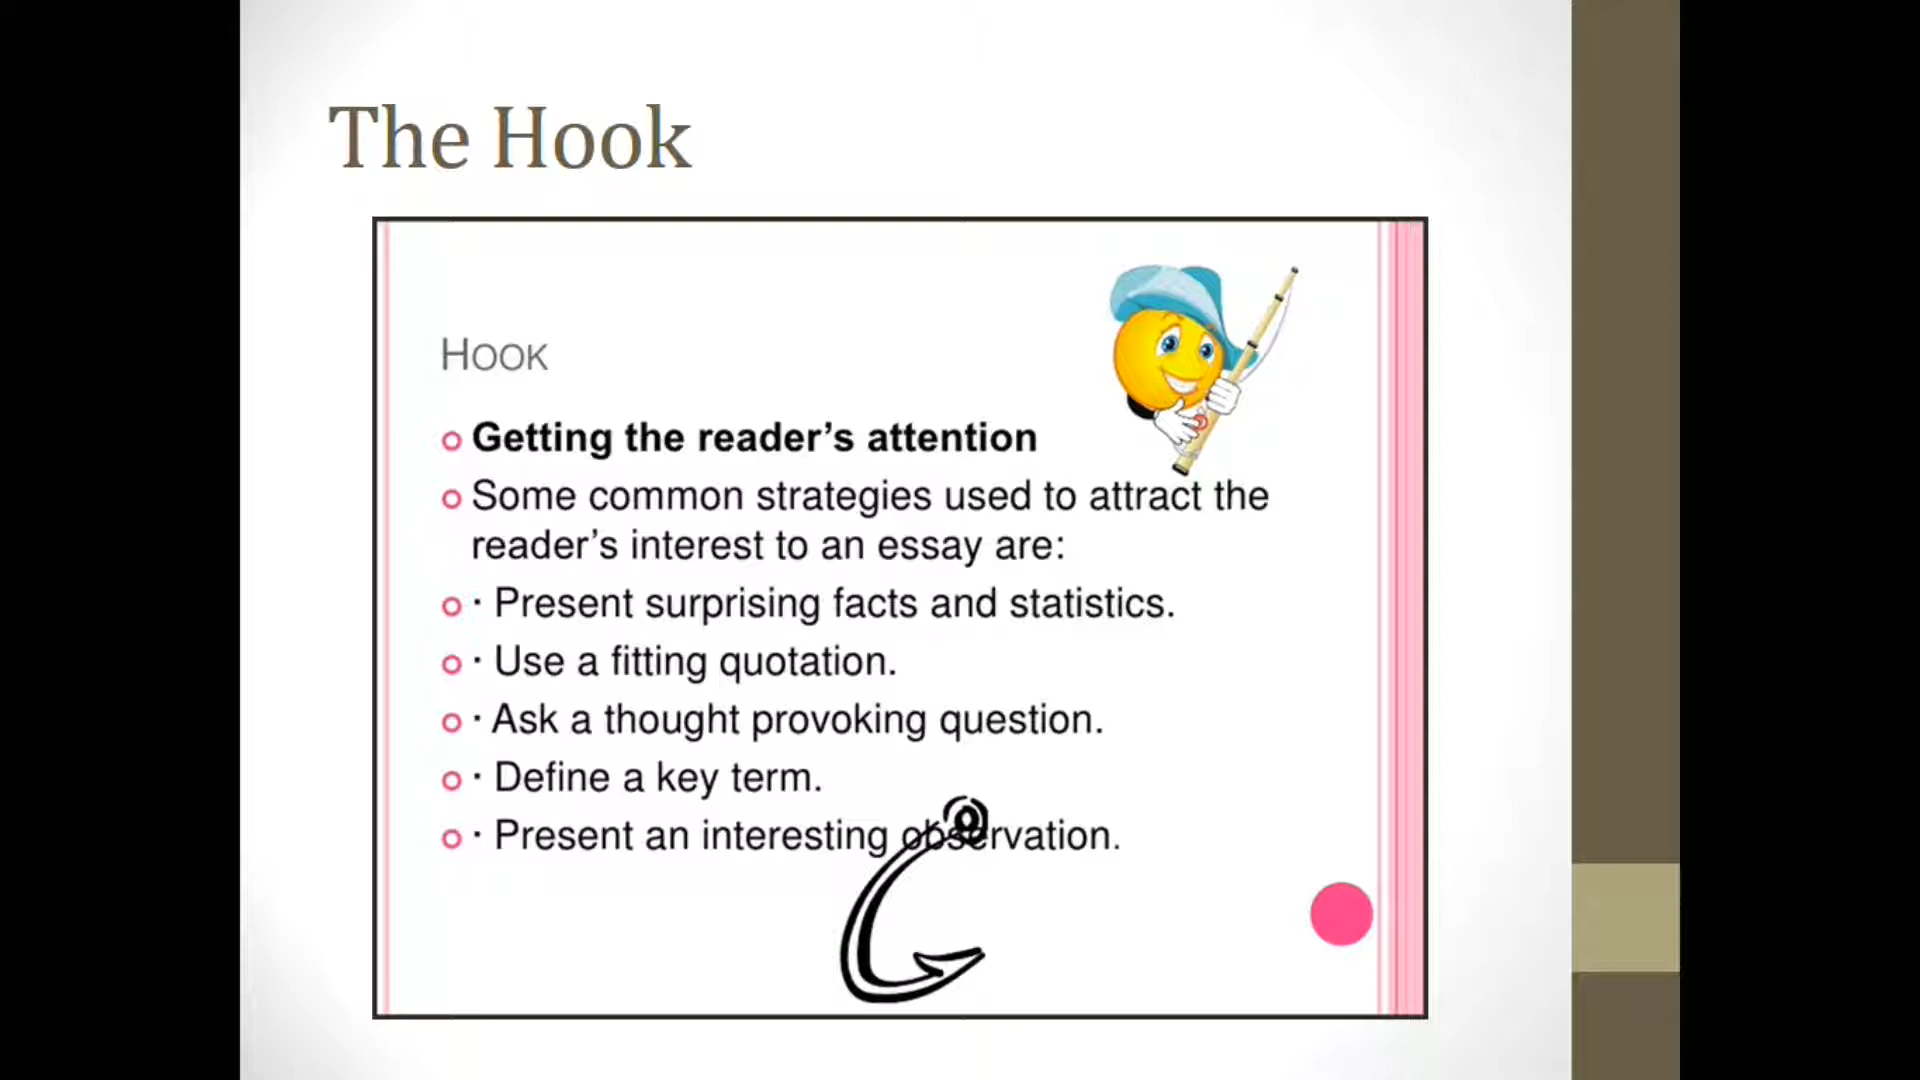 The Hook
HOOK
Getting the reader's attention
Some common strategies used to attract the
reader's interest to an essay are:
· Present surprising facts and statistics.
· Use a fitting quotation.
· Ask a thought provoking question.
· Define a key term.
· Present an interesting observation.